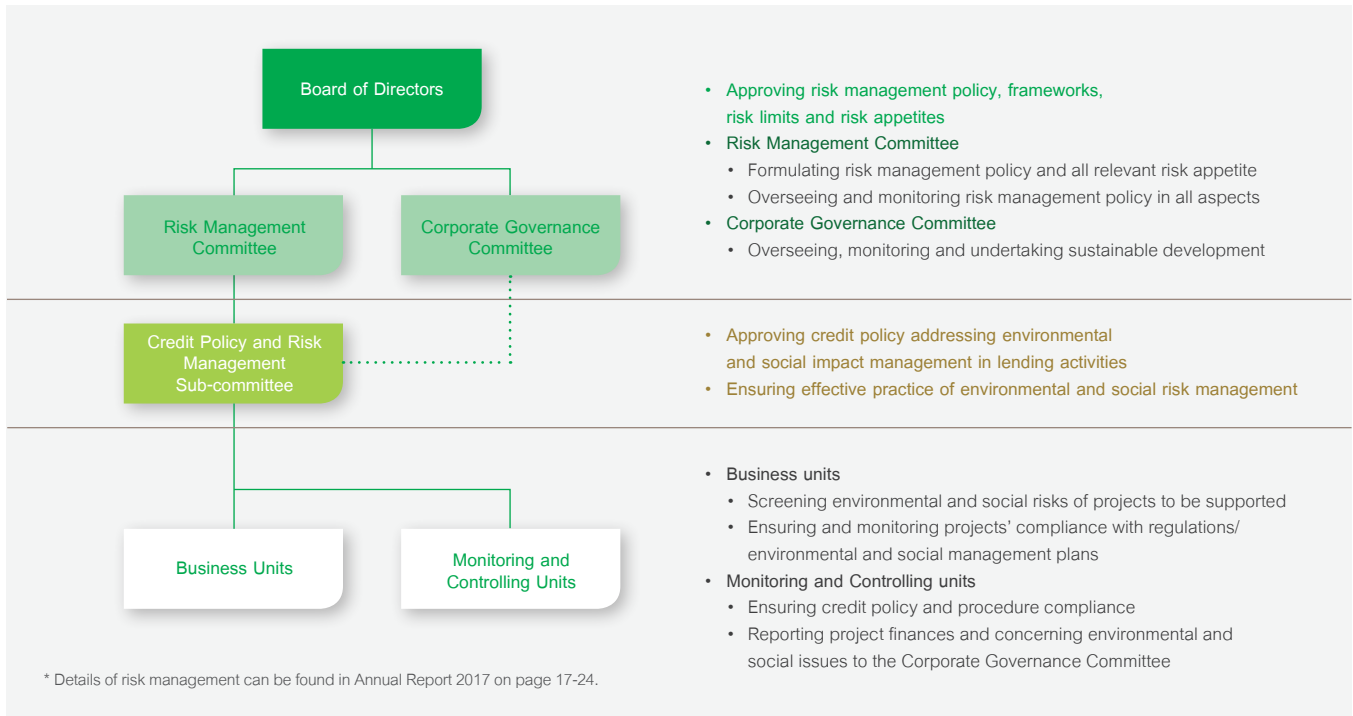 Board of Directors
Risk Management
Committee
Corporate Governance
Committee
• Approving risk management policy, frameworks,
risk limits and risk appetites
• Risk Management Committee
• Formulating risk management policy and all relevant risk appetite
• Overseeing and monitoring risk management policy in all aspects
• Corporate Governance Committee
• Overseeing, monitoring and undertaking sustainable development
Credit Policy and Risk
Management
Sub-committee
• Approving credit policy addressing environmental
and social impact management in lending activities
• Ensuring effective practice of environmental and social risk management
Business Units
Monitoring and
Controlling Units
• Business units
• Screening environmental and social risks of projects to be supported
• Ensuring and monitoring projects’ compliance with regulations/
environmental and social management plans
• Monitoring and Controlling units
• Ensuring credit policy and procedure compliance
• Reporting project finances and concerning environmental and
social issues to the Corporate Governance Committee
* Details of risk management can be found in Annual Report 2017 on page 17-24.